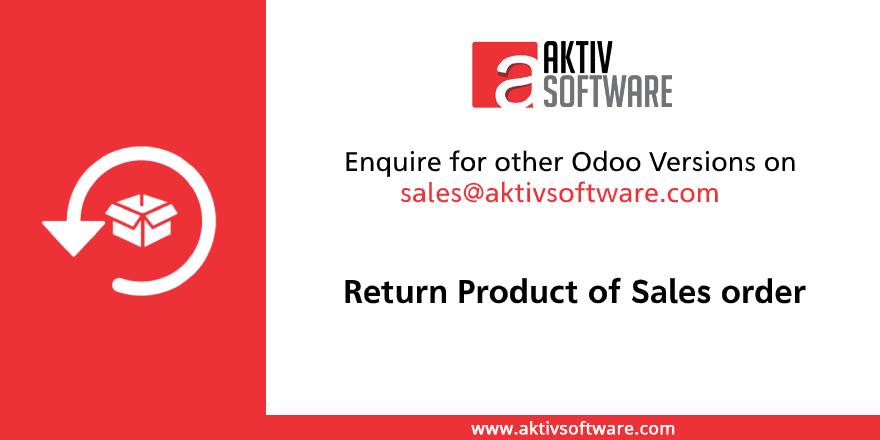 AKTIV
SOFTWARE
Enquire for other Odoo Versions on
sales@aktivsoftware.com
Return Product of Sales order
www.aktivsoftware.com